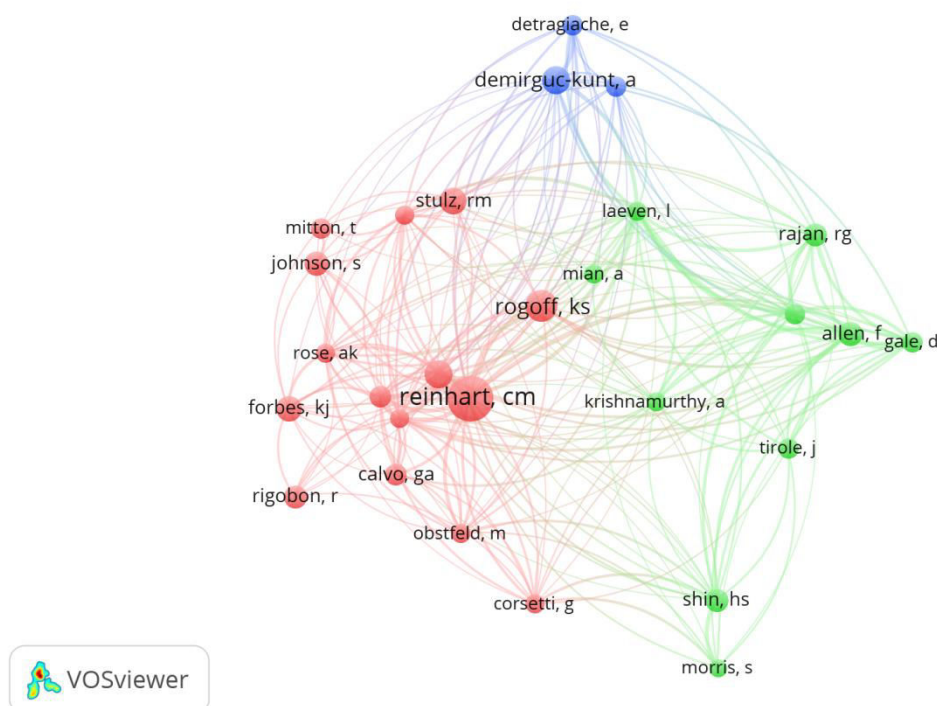 detragiache, e
demirguc-kunt, a
stulz, rm
laeven, l
mitton, t
rajan, rg
johnson, s
mian, a
rogoff, ks
allen, f
gale, d
rose, ak
reinhart, cm
krishnamurthy, a
forbes, kj
tirole, j
calvo, ga
rigobon, r
obstfeld, m
shin, hs
corsetti, g
morris, s
VOSviewer